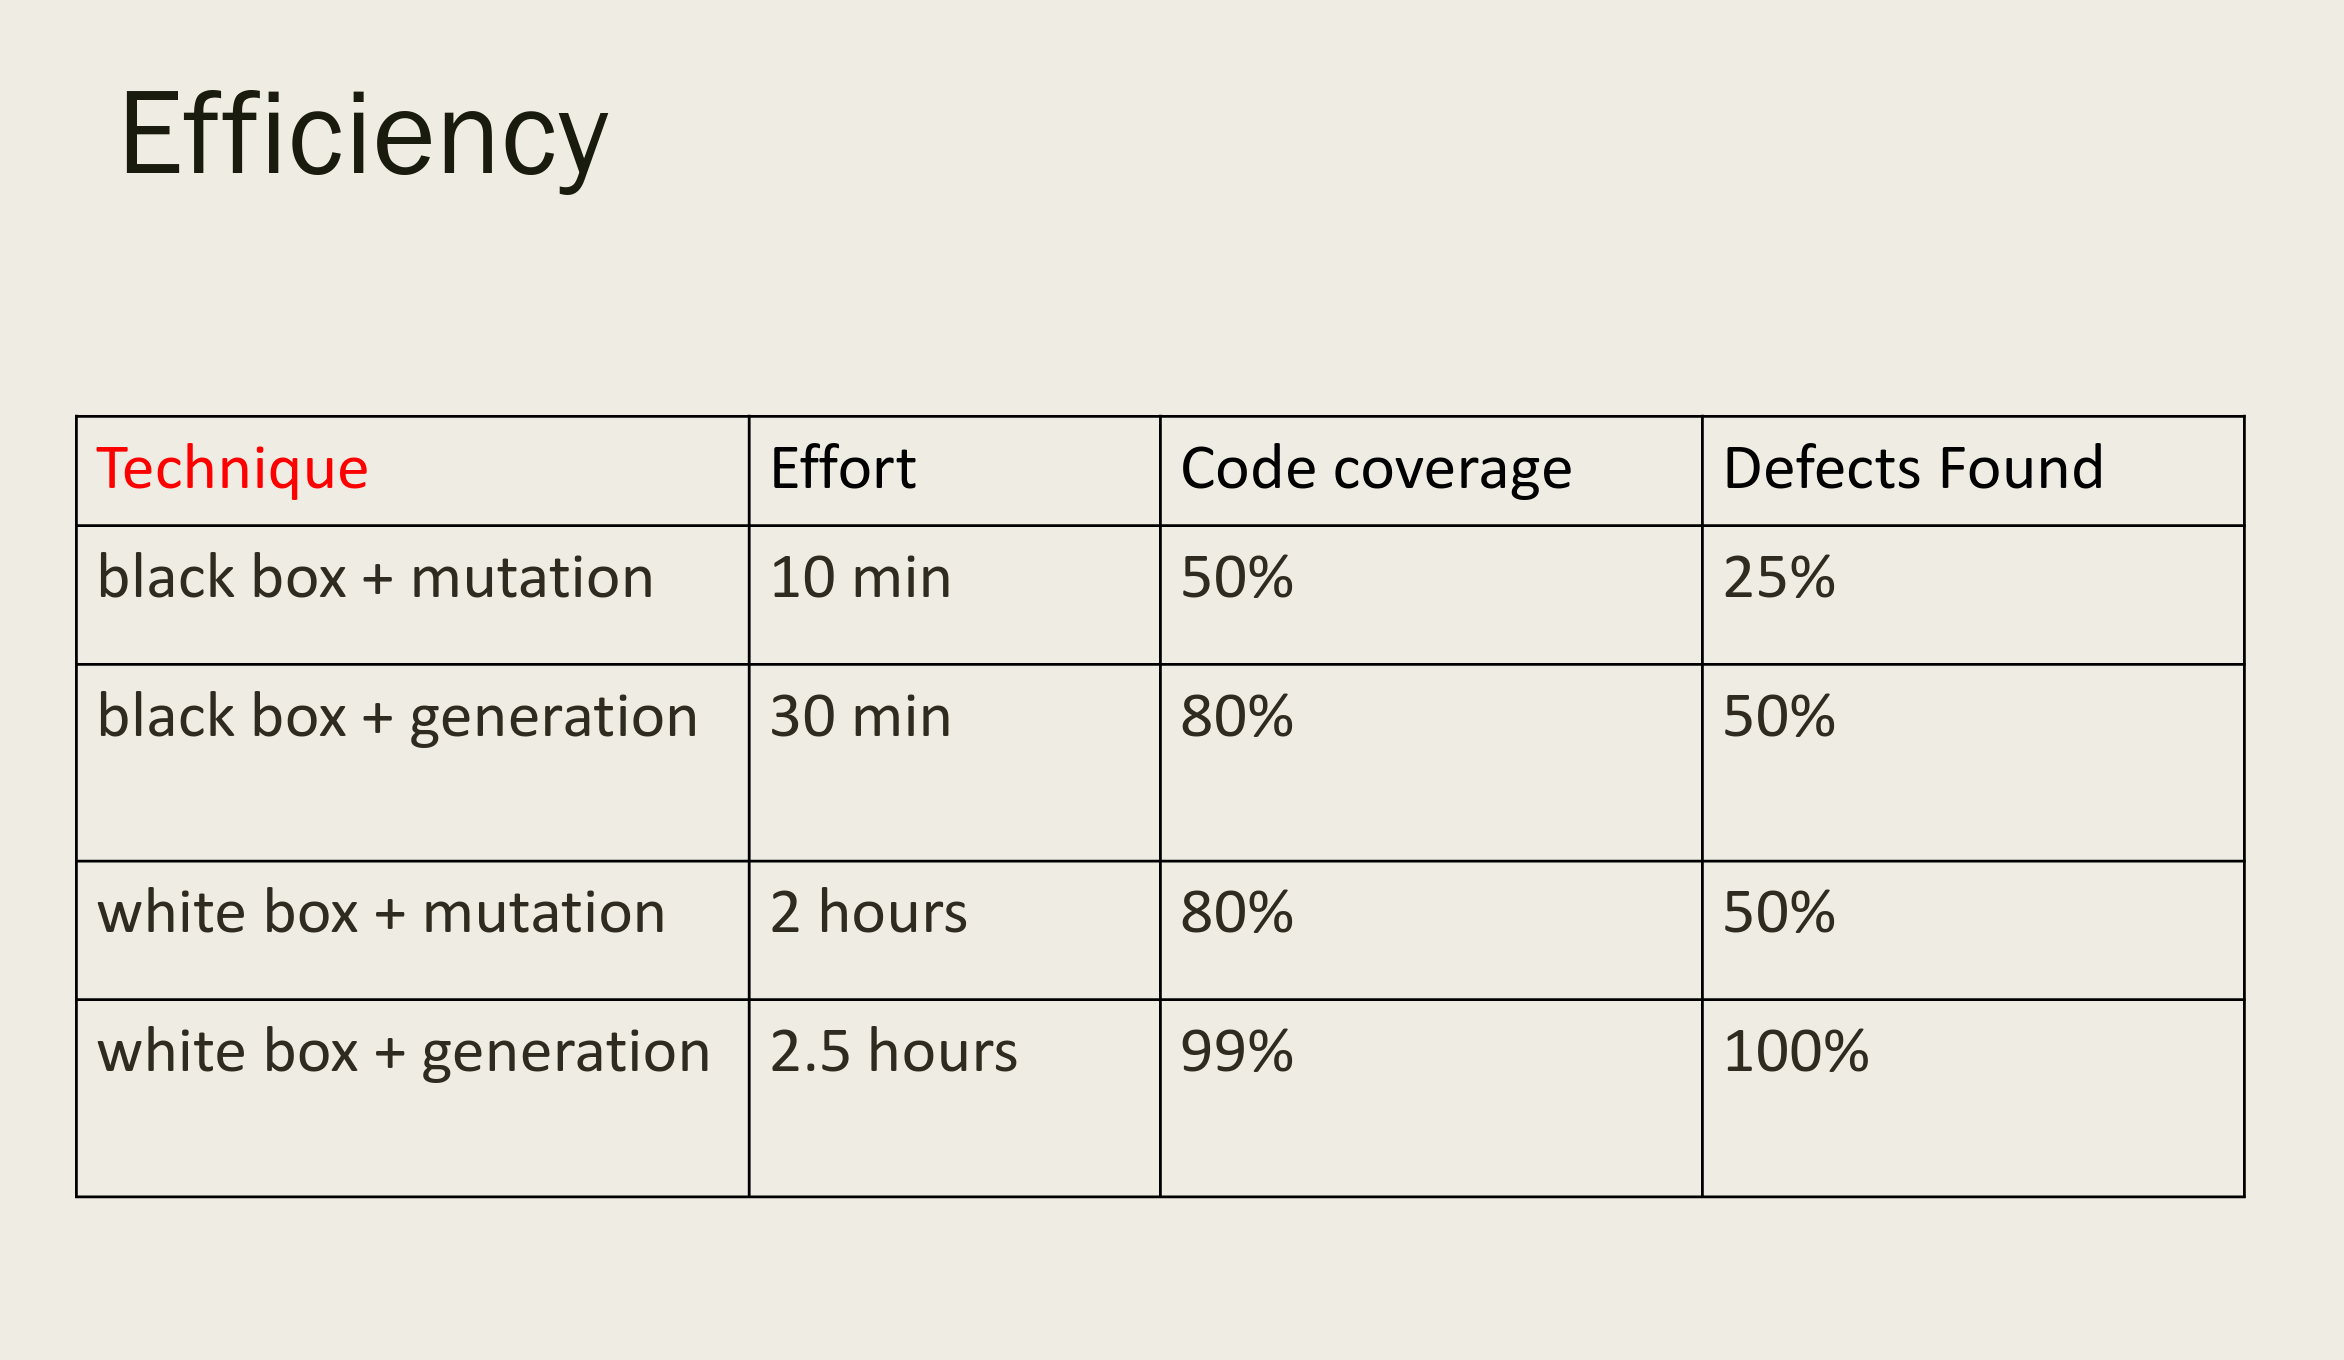 Efficiency
Technique Effort Code coverage Defects Found
black box + mutation 10 min 50% 25%
black box + generation 30 min 80% 50%
white box + mutation 2 hours 80% 50%
white box + generation 2.5 hours 99% 100%